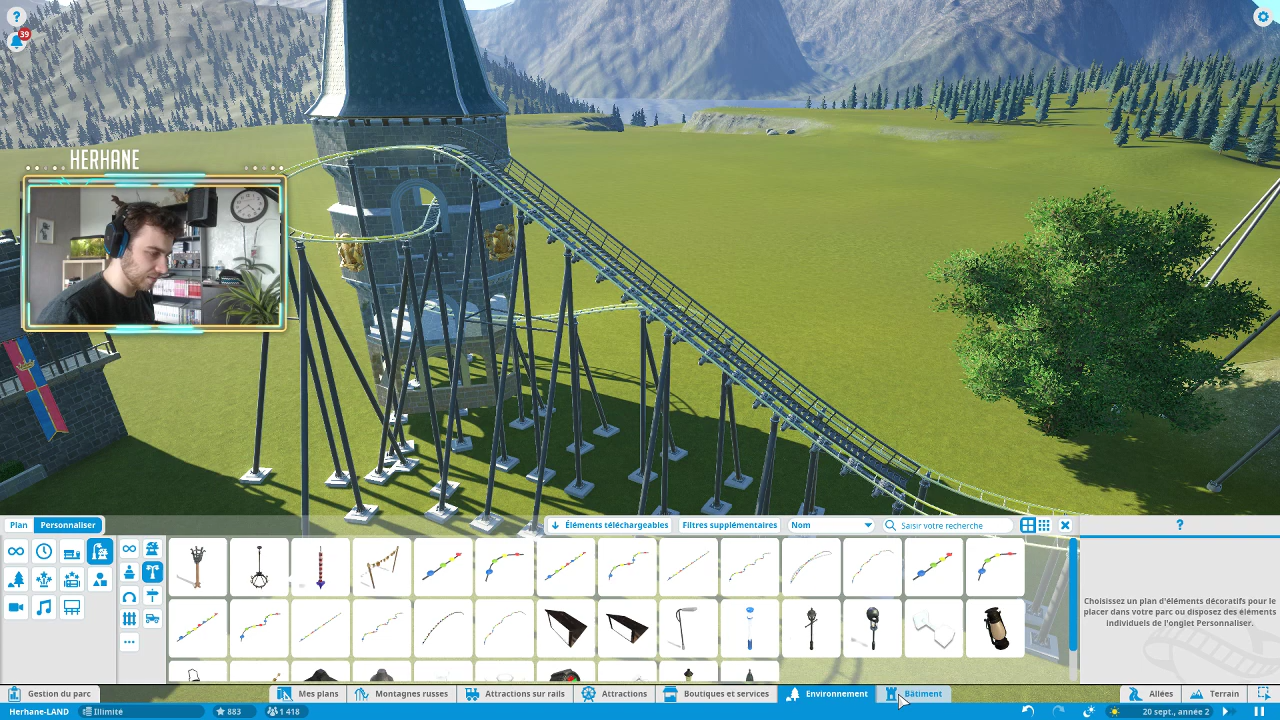 ?
39
HERHANE
Plan Personnaliser
Éléments téléchargeables Filtres supplémentaires Nom Saisir votre recherche
?
Choisissez un plan d'éléments décoratifs pour le
placer dans votre parc ou disposez des éléments
individuels de l'onglet Personnaliser.
Gestion du parc Mes plans Montagnes russes Attractions sur rails Attractions Boutiques et services Environnement Bâtiment Allées Terrain
Herhane-LAND Illimité 883 1 418 20 sept., année 2